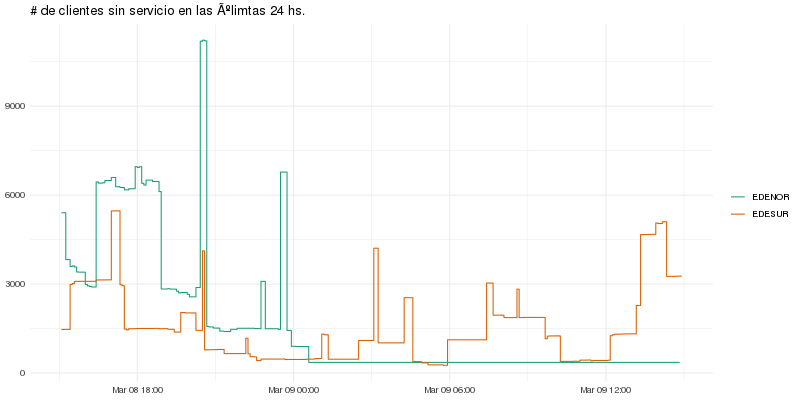 # de clientes sin servicio en las Ãºlimtas 24 hs.
9000
6000
3000
0
Mar 08 18:00
Mar 09 00:00
Mar 09 06:00
Mar 09 12:00
EDENOR
EDESUR